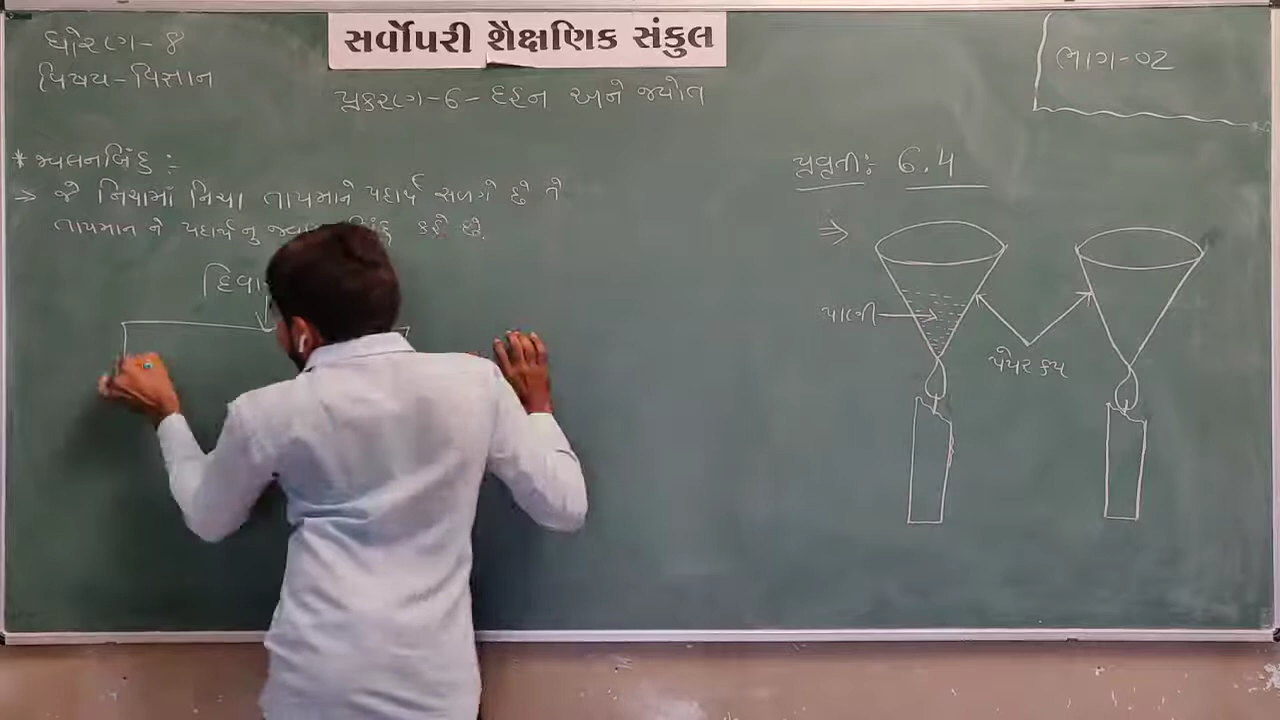 સર્વોપરી શૈક્ષણિક સંકુલ
ધોરણ - 8
વિષય - વિજ્ઞાન
પ્રકરણ - 6 - દહન અને જ્યોત
ભાગ - 02
* જ્વલનબિંદુ :
→ જે નિચામાં નિચા તાપમાને પદાર્થ સળગે છે તે
તાપમાન ને પદાર્થનુ કહે છે.
પ્રવૃતી : 6.4
⇒
પાણી
પેપર કપ